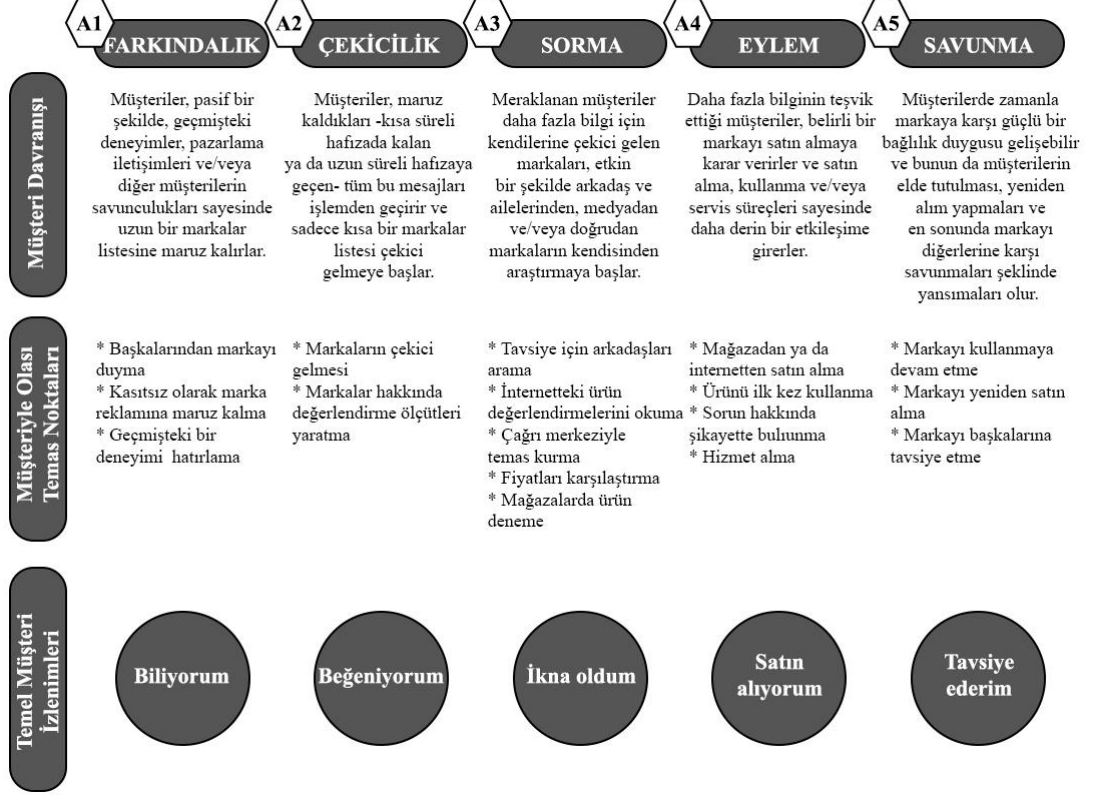 A1
FARKINDALIK
A2
ÇEKİCİLİK
A3
SORMA
A4
EYLEM
A5
SAVUNMA
Müşteri Davranışı
Müşteriler, pasif bir
şekilde, geçmişteki
deneyimler, pazarlama
iletişimleri ve/veya
diğer müşterilerin
savunculukları sayesinde
uzun bir markalar
listesine maruz kalırlar.
Müşteriler, maruz
kaldıkları -kısa süreli
hafızada kalan
ya da uzun süreli hafızaya
geçen- tüm bu mesajları
işlemden geçirir ve
sadece kısa bir markalar
listesi çekici
gelmeye başlar.
Meraklanan müşteriler
daha fazla bilgi için
kendilerine çekici gelen
markaları, etkin
bir şekilde arkadaş ve
ailelerinden, medyadan
ve/veya doğrudan
markaların kendisinden
araştırmaya başlar.
Daha fazla bilginin teşvik
ettiği müşteriler, belirli bir
markayı satın almaya
karar verirler ve satın
alma, kullanma ve/veya
servis süreçleri sayesinde
daha derin bir etkileşime
girerler.
Müşterilerde zamanla
markaya karşı güçlü bir
bağlılık duygusu gelişebilir
ve bunun da müşterilerin
elde tutulması, yeniden
alım yapmaları ve
en sonunda markayı
diğerlerine karşı
savunmaları şeklinde
yansımaları olur.
Müşteriyle Olası
Temas Noktaları
* Başkalarından markayı
duyma
* Kasıtsız olarak marka
reklamına maruz kalma
* Geçmişteki bir
deneyimi hatırlama
* Markaların çekici
gelmesi
* Markalar hakkında
değerlendirme ölçütleri
yaratma
* Tavsiye için arkadaşları
arama
* İnternetteki ürün
değerlendirmelerini okuma
* Çağrı merkeziyle
temas kurma
* Fiyatları karşılaştırma
* Mağazalarda ürün
deneme
* Mağazadan ya da
internetten satın alma
* Ürünü ilk kez kullanma
* Sorun hakkında
şikayette bulıunma
* Hizmet alma
* Markayı kullanmaya
devam etme
* Markayı yeniden satın
alma
* Markayı başkalarına
tavsiye etme
Temel Müşteri
İzlenimleri
Biliyorum
Beğeniyorum
İkna oldum
Satın
alıyorum
Tavsiye
ederim